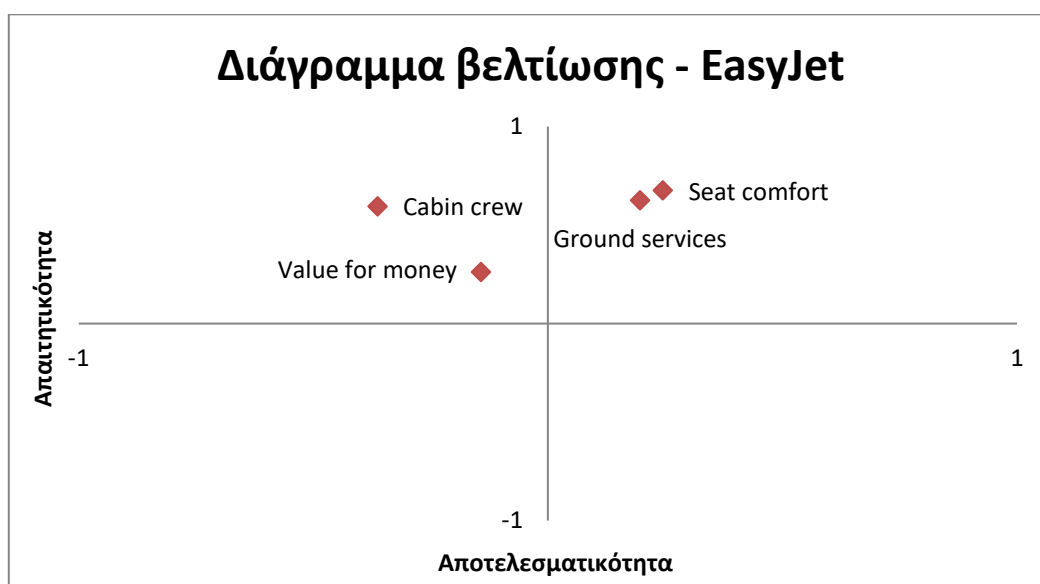 Διάγραμμα βελτίωσης - EasyJet
1
Seat comfort
Cabin crew
Ground services
Value for money
Απαιτητικότητα
-1
1
-1
Αποτελεσματικότητα